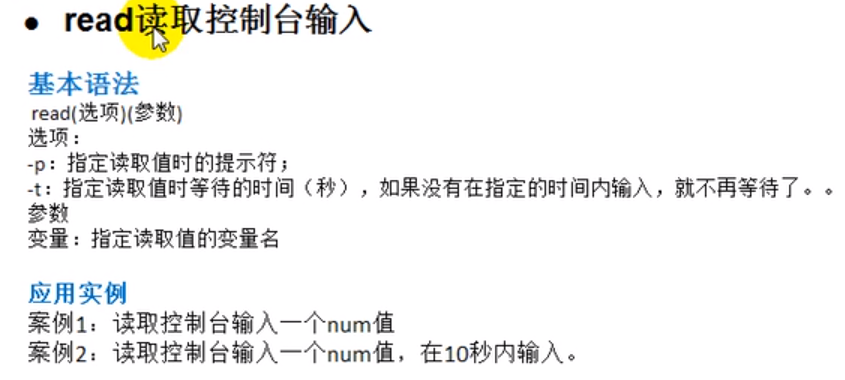 ● read读取控制台输入
基本语法
read(选项)(参数)
选项：
-p：指定读取值时的提示符；
-t：指定读取值时等待的时间（秒），如果没有在指定的时间内输入，就不再等待了。。
参数
变量：指定读取值的变量名
应用实例
案例1：读取控制台输入一个num值
案例2：读取控制台输入一个num值，在10秒内输入。